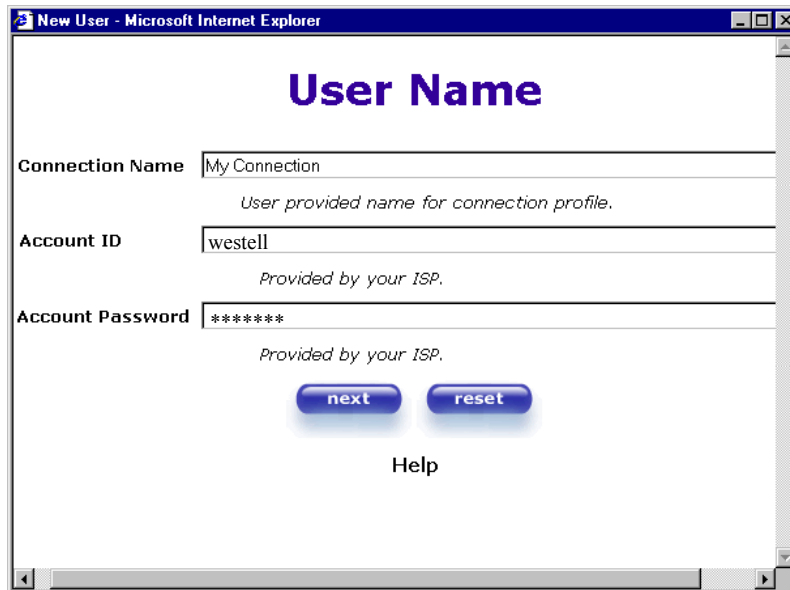 New User - Microsoft Internet Explorer
User Name
Connection Name My Connection
User provided name for connection profile.
Account ID westell
Provided by your ISP.
Account Password *******
Provided by your ISP.
next reset
Help